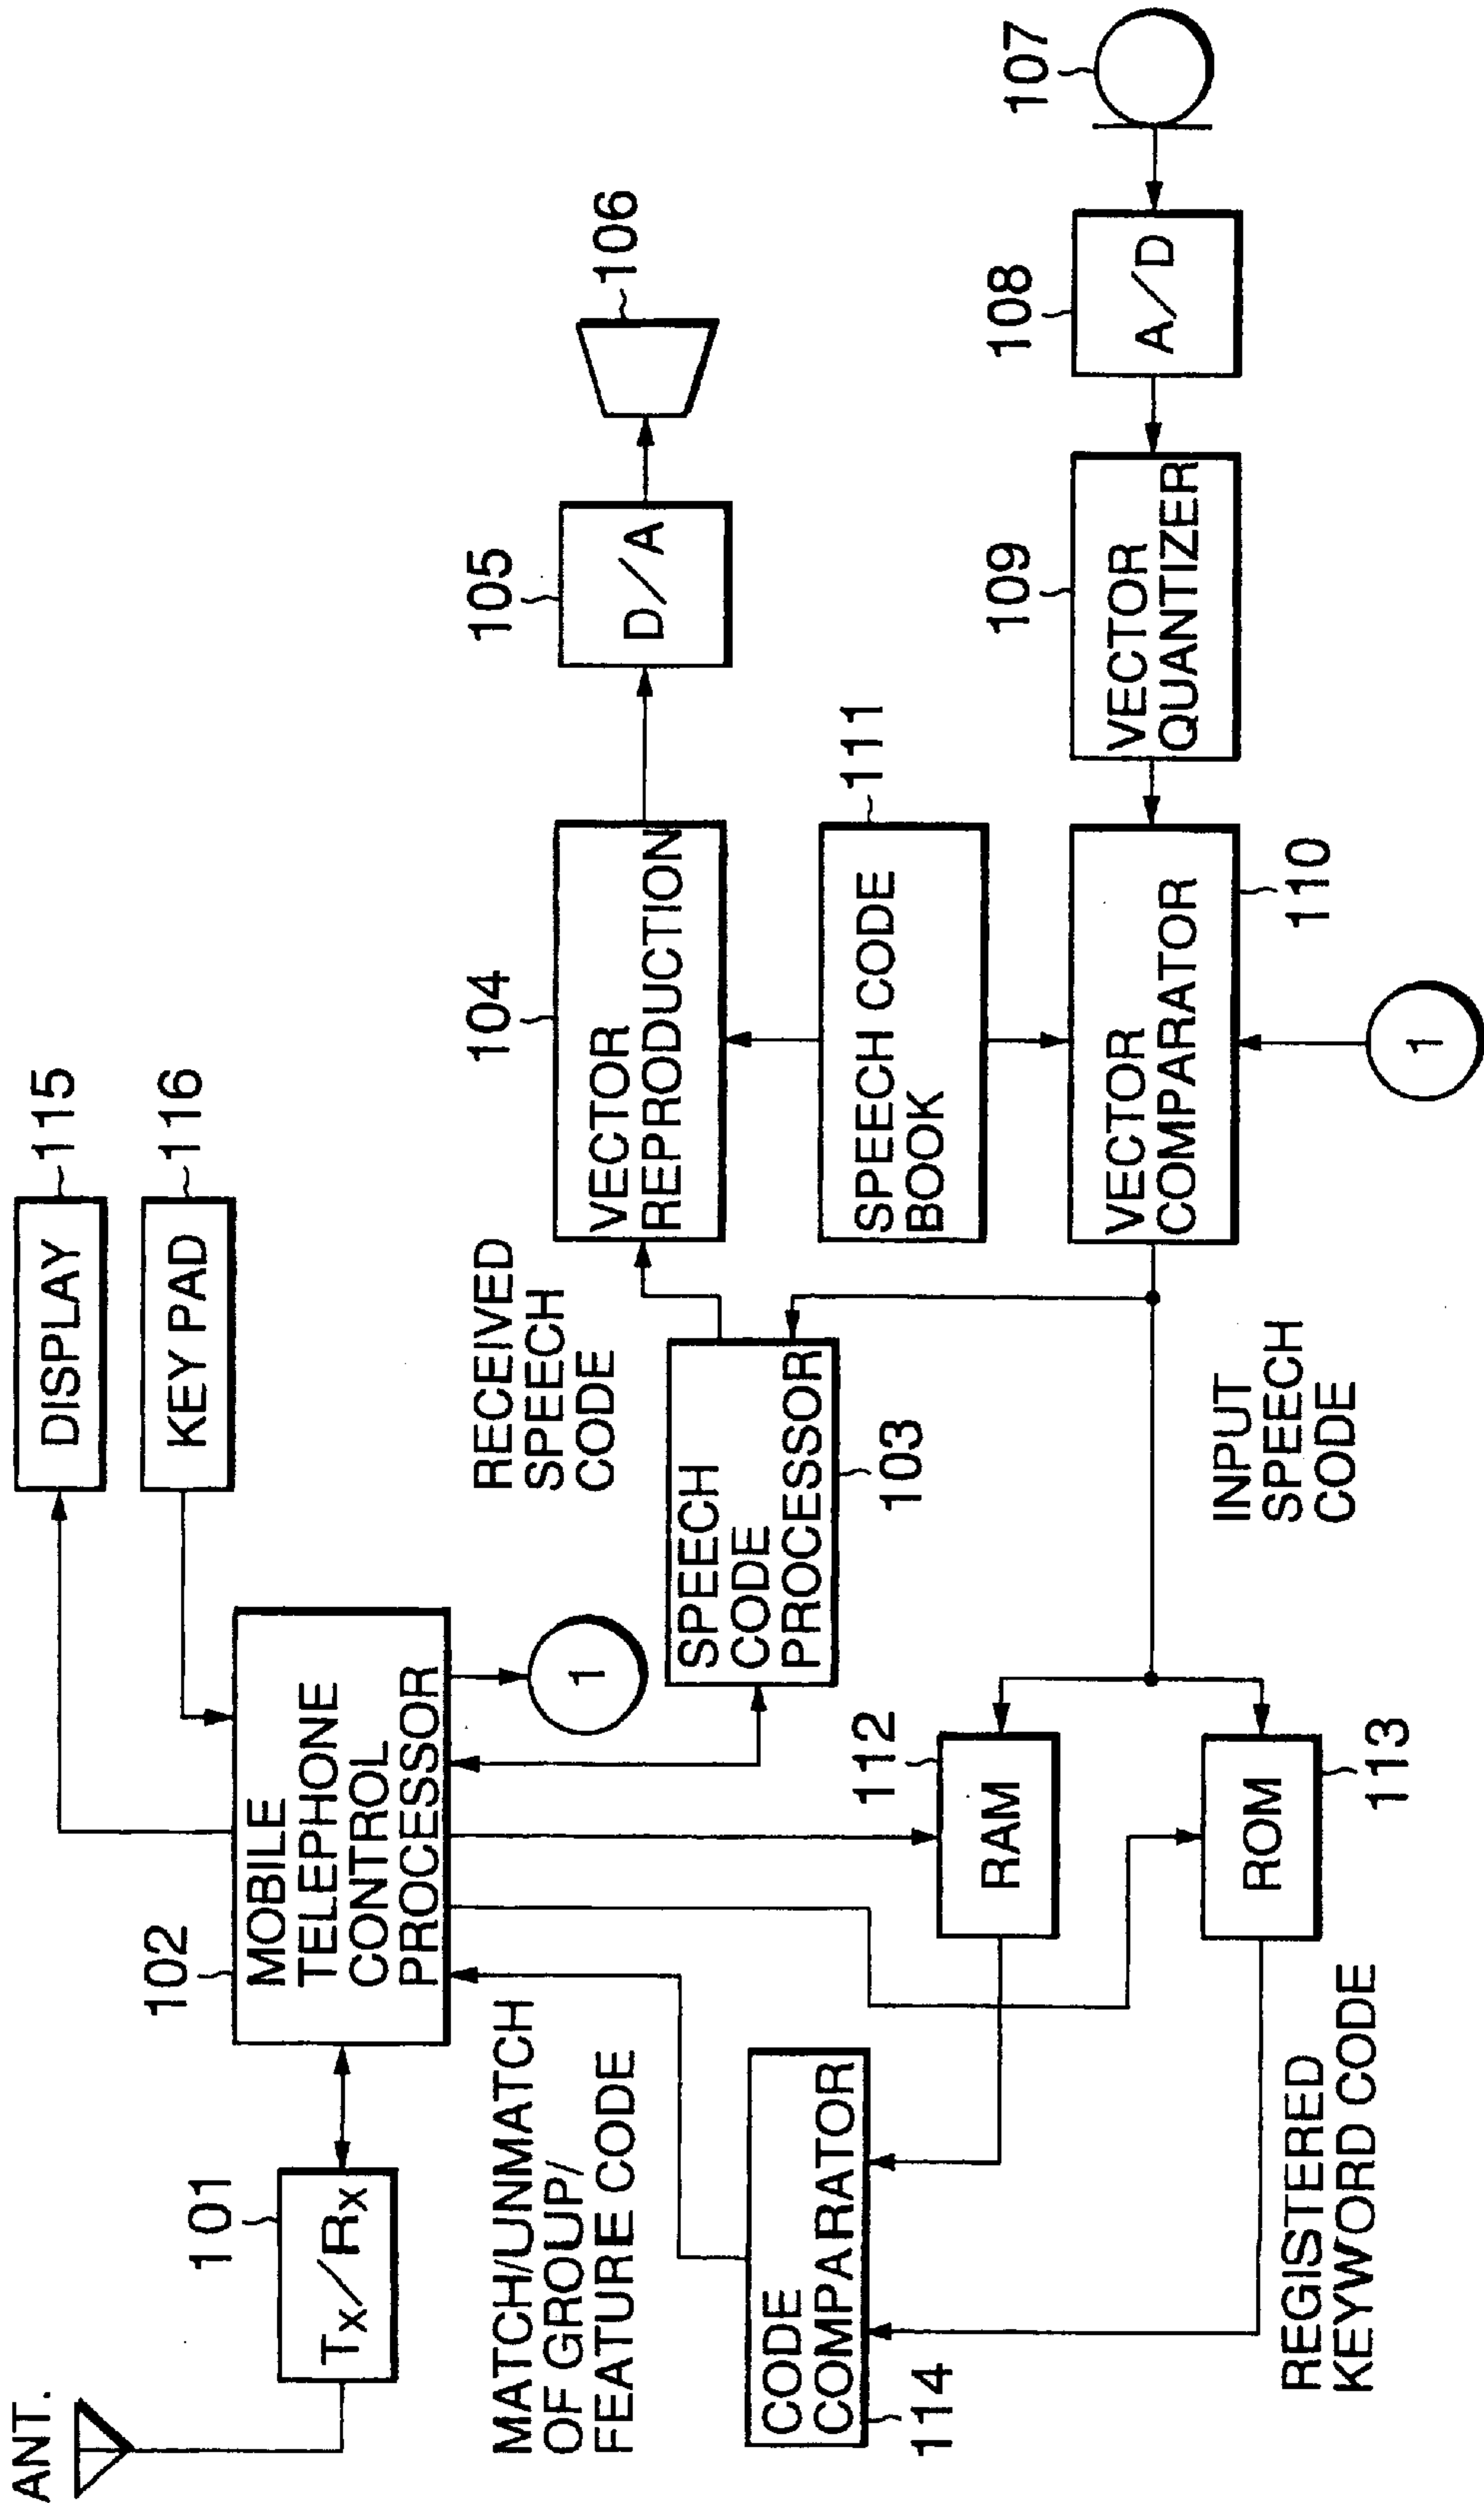 ANT.
101
Tx/Rx
102
MOBILE
TELEPHONE
CONTROL
PROCESSOR
DISPLAY
115
KEY PAD
116
1
MATCH/UNMATCH
OF GROUP/
FEATURE CODE
RECEIVED
SPEECH
CODE
104
VECTOR
REPRODUCTION
105
D/A
106
SPEECH
CODE
PROCESSOR
103
CODE
COMPARATOR
114
112
RAM
SPEECH CODE
BOOK
111
ROM
113
REGISTERED
KEYWORD CODE
INPUT
SPEECH
CODE
VECTOR
COMPARATOR
110
109
VECTOR
QUANTIZER
108
A/D
107
1